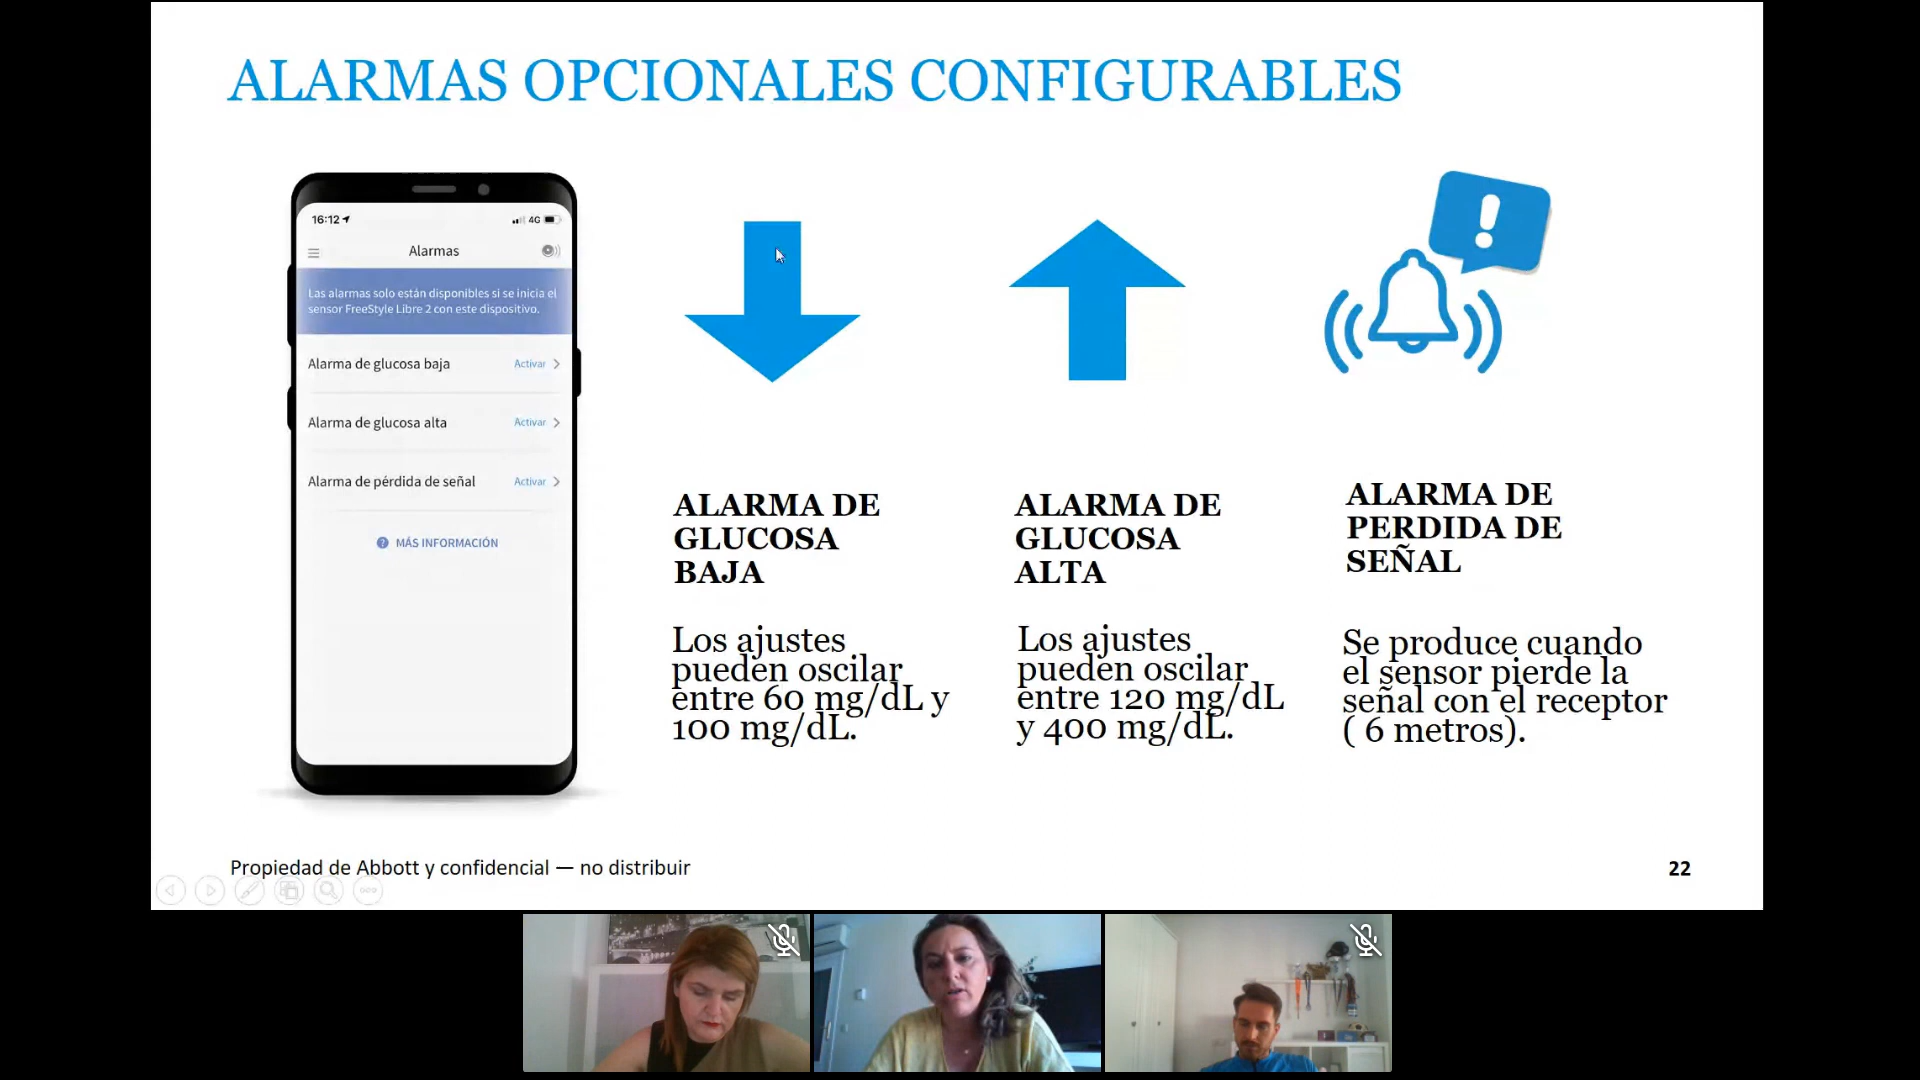 ALARMAS OPCIONALES CONFIGURABLES
16:12
4G
Alarmas
Las alarmas solo están disponibles si se inicia el
sensor FreeStyle Libre 2 con este dispositivo.
Alarma de glucosa baja Activar
Alarma de glucosa alta Activar
Alarma de pérdida de señal Activar
MÁS INFORMACIÓN
ALARMA DE
GLUCOSA
BAJA
Los ajustes
pueden oscilar
entre 60 mg/dL y
100 mg/dL.
ALARMA DE
GLUCOSA
ALTA
Los ajustes
pueden oscilar
entre 120 mg/dL
y 400 mg/dL.
ALARMA DE
PERDIDA DE
SEÑAL
Se produce cuando
el sensor pierde la
señal con el receptor
( 6 metros).
Propiedad de Abbott y confidencial — no distribuir
22